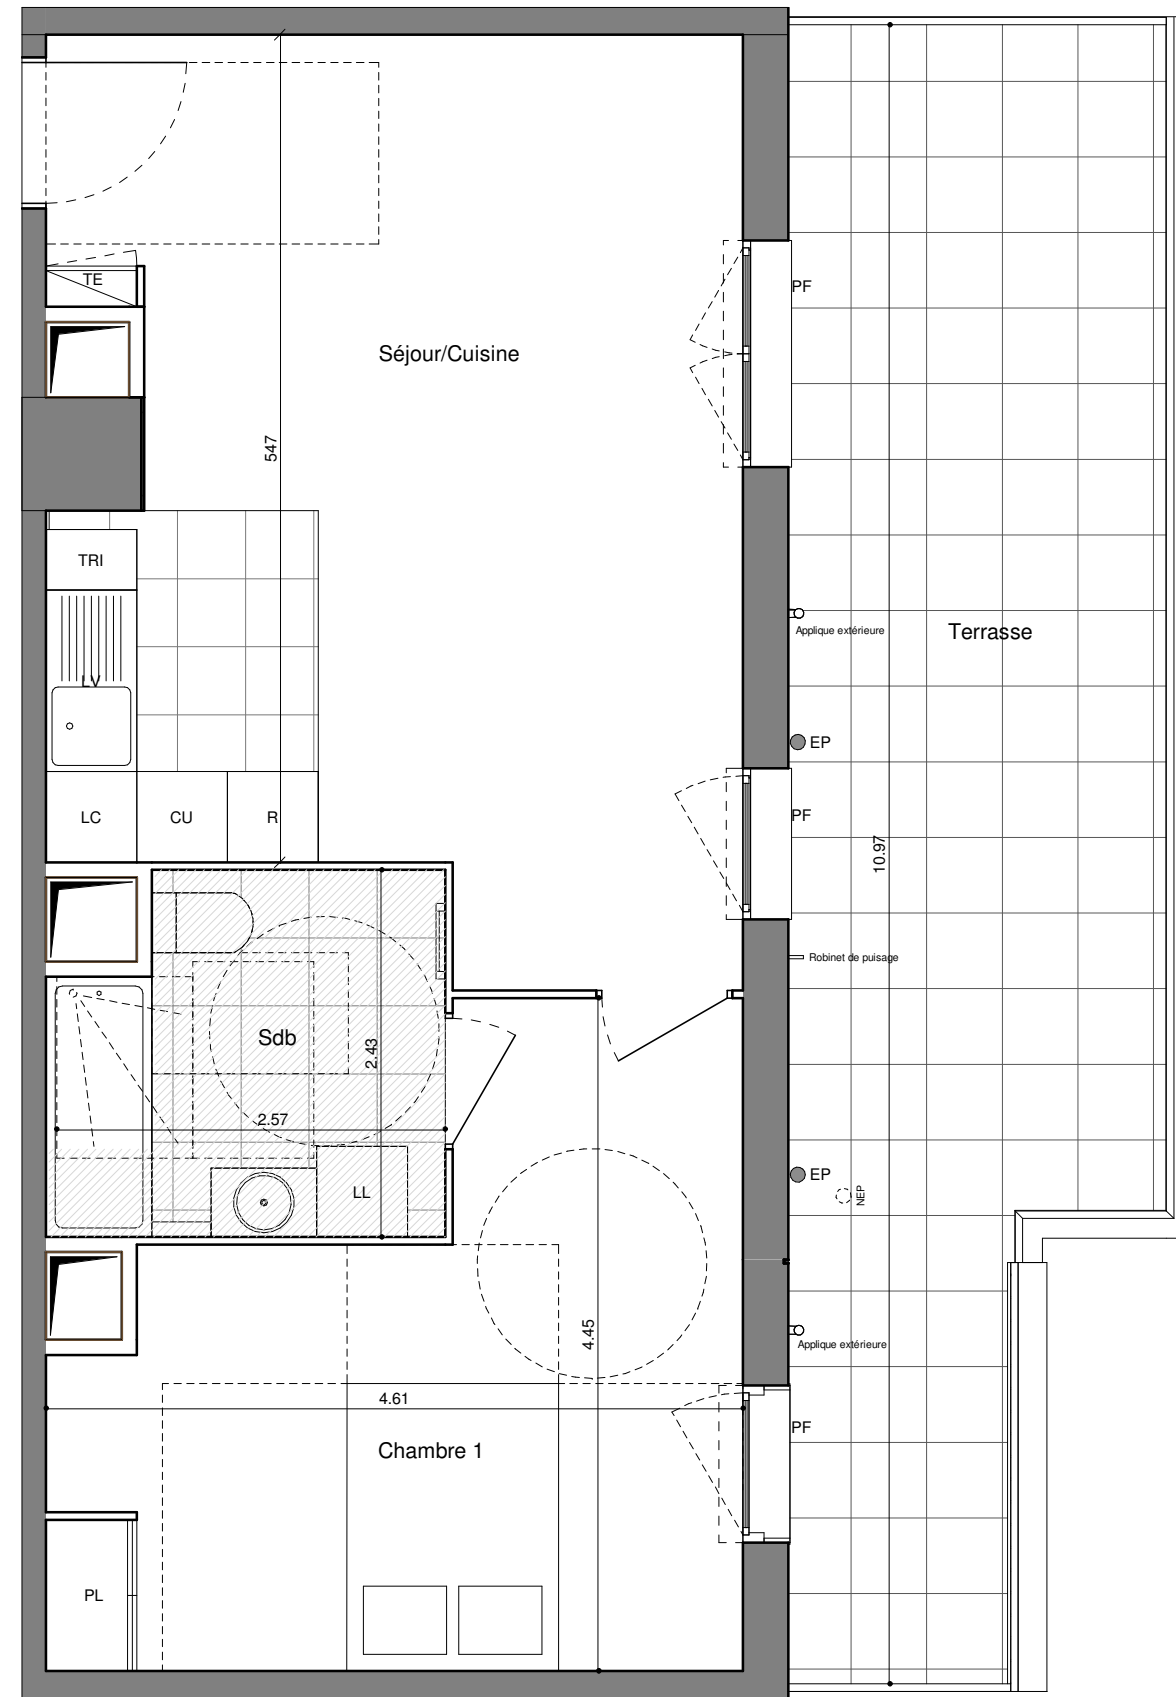 TE
PF
Séjour/Cuisine
547
TRI
Applique extérieure
Terrasse
LV
EP
LC
CU
R
PF
10.97
Robinet de puisage
Sdb
2.43
2.57
EP
LL
NEP
4.45
Applique extérieure
4.61
PF
Chambre 1
PL